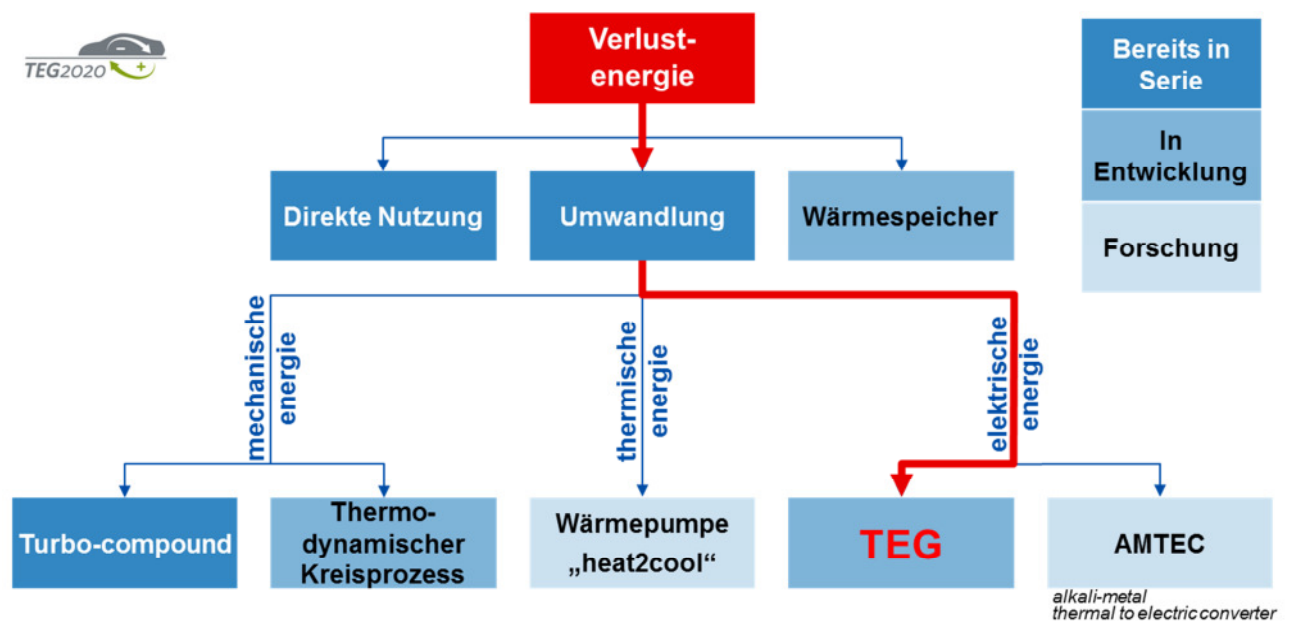 TEG2020
Verlust-
energie
Bereits in
Serie
In
Entwicklung
Forschung
Direkte Nutzung
Umwandlung
Wärmespeicher
mechanische
energie
thermische
energie
elektrische
energie
Turbo-compound
Thermo-
dynamischer
Kreisprozess
Wärmepumpe
„heat2cool“
TEG
AMTEC
alkali-metal
thermal to electric converter